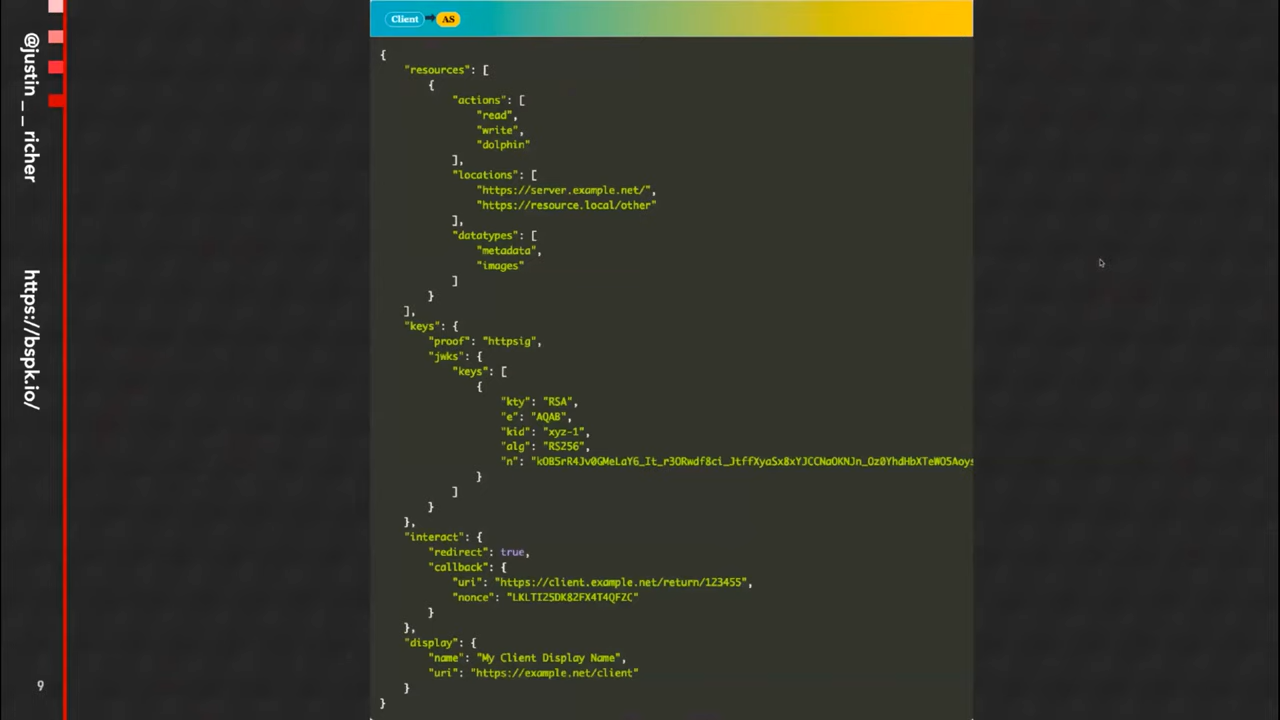 @justin__richer
https://bspk.io/
9
Client AS
{
"resources": [
{
"actions": [
"read",
"write",
"dolphin"
],
"locations": [
"https://server.example.net/",
"https://resource.local/other"
],
"datatypes": [
"metadata",
"images"
]
}
],
"keys": {
"proof": "httpsig",
"jwks": {
"keys": [
{
"kty": "RSA",
"e": "AQAB",
"kid": "xyz-1",
"alg": "RS256",
"n":
}
]
}
},
"interact": {
"redirect": true,
"callback": {
"uri": "https://client.example.net/return/123455",
"nonce": "LKLTI25DK82FX4T4QFZC"
}
},
"display": {
"name": "My Client Display Name",
"uri": "https://example.net/client"
}
}